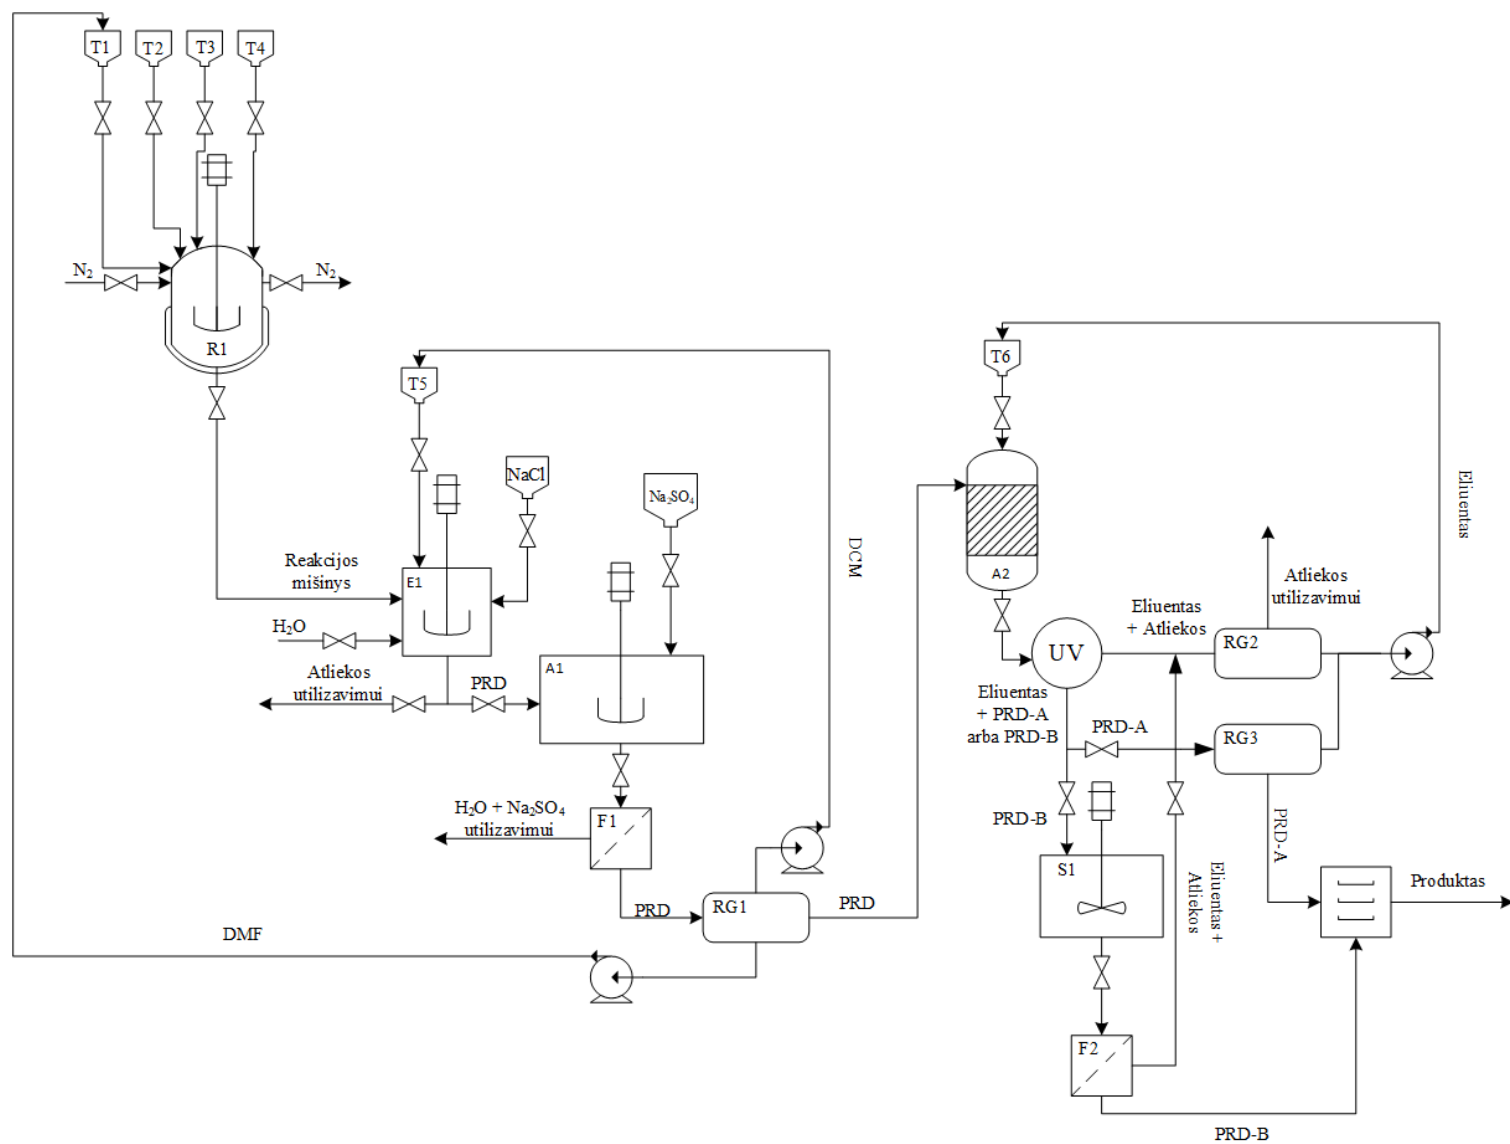 T1
T2
T3
T4
N₂
N₂
R1
T5
NaCl
Na₂SO₄
DCM
Reakcijos
mišinys
E1
H₂O
Atliekos
utilizavimui
PRD
A1
H₂O + Na₂SO₄
utilizavimui
F1
PRD
RG1
PRD
DMF
T6
A2
Eliuentas
UV
Eliuentas
+ Atliekos
Atliekos
utilizavimui
RG2
Eliuentas
+ PRD-A
arba PRD-B
PRD-A
RG3
PRD-B
S1
Eliuentas +
Atliekos
PRD-A
Produktas
F2
PRD-B